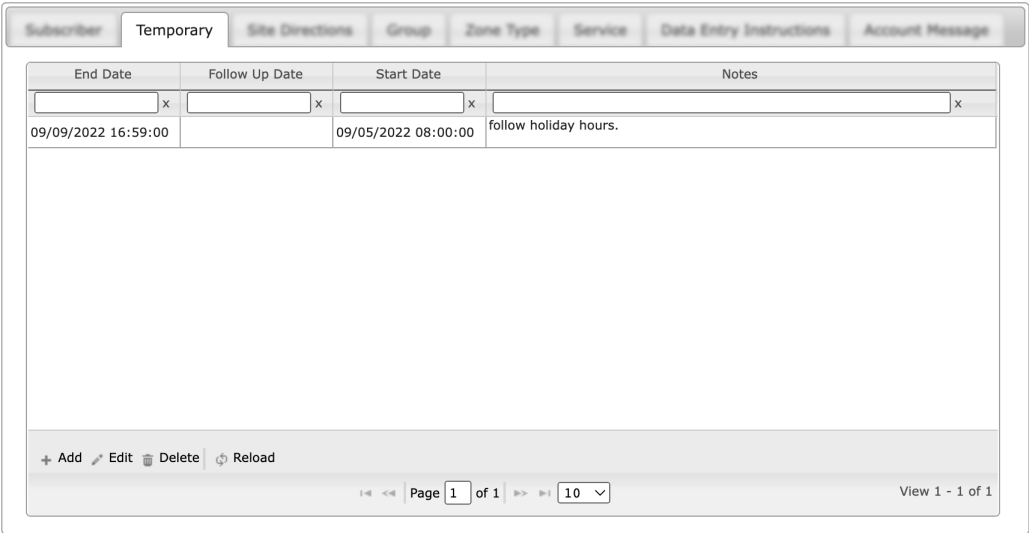 Subscriber Temporary Site Directions Group Zone Type Service Data Entry Instructions Account Message
End Date Follow Up Date Start Date Notes
x x x x
09/09/2022 16:59:00 09/05/2022 08:00:00 follow holiday hours.
Add Edit Delete Reload
Page 1 of 1 10 View 1 - 1 of 1